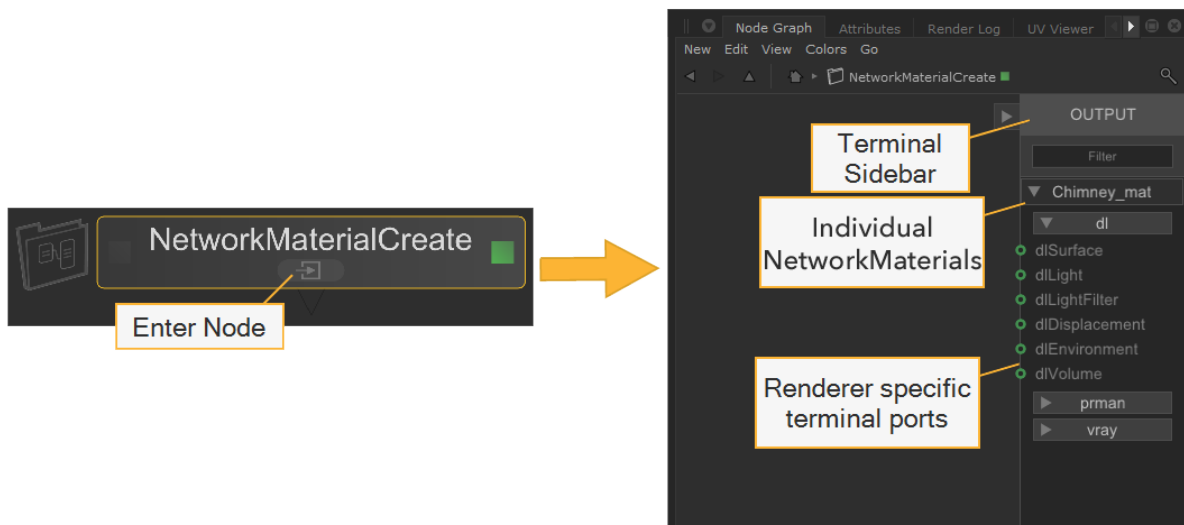 NetworkMaterialCreate
Enter Node
Node Graph Attributes Render Log UV Viewer
New Edit View Colors Go
NetworkMaterialCreate
OUTPUT
Terminal
Sidebar
Filter
Chimney_mat
Individual
NetworkMaterials
dl
dlSurface
dlLight
dlLightFilter
dlDisplacement
dlEnvironment
dlVolume
Renderer specific
terminal ports
prman
vray